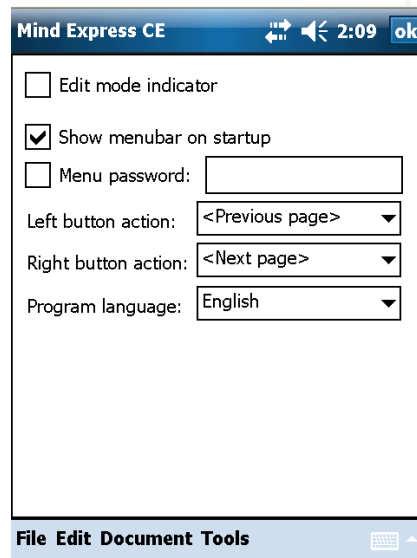 Mind Express CE 2:09 ok
Edit mode indicator
Show menubar on startup
Menu password:
Left button action: <Previous page>
Right button action: <Next page>
Program language: English
File Edit Document Tools